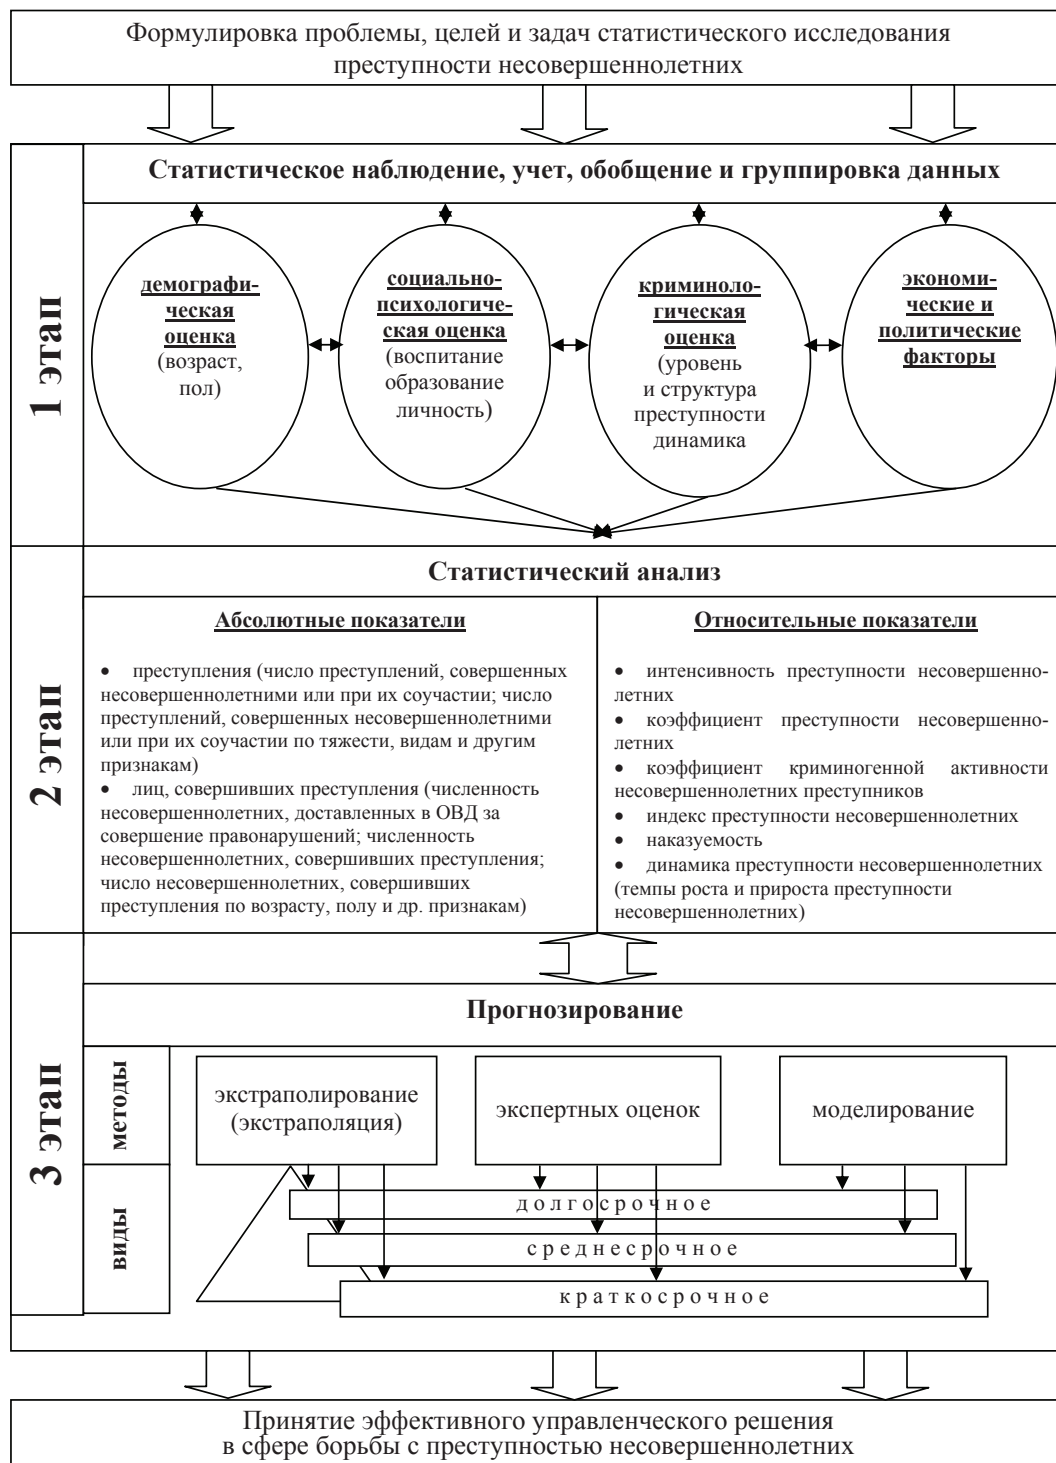 Формулировка проблемы, целей и задач статистического исследования
преступности несовершеннолетних
1 этап
Статистическое наблюдение, учет, обобщение и группировка данных
демографи-
ческая
оценка
(возраст,
пол)
социально-
психологиче-
ская оценка
(воспитание
образование
личность)
криминоло-
гическая
оценка
(уровень
и структура
преступности
динамика
эконом­и-
ческие и
политические
факторы
2 этап
Статистический анализ
Абсолютные показатели
• преступления (число преступлений, совершенных
несовершеннолетними или при их соучастии; число
преступлений, совершенных несовершеннолетними
или при их соучастии по тяжести, видам и другим
признакам)
• лиц, совершивших преступления (численность
несовершеннолетних, доставленных в ОВД за
совершение правонарушений; численность
несовершеннолетних, совершивших преступления;
число несовершеннолетних, совершивших
преступления по возрасту, полу и др. признакам)
Относительные показатели
• интенсивность преступности несовершенно-
летних
• коэффициент преступности несовершенно-
летних
• коэффициент криминогенной активности
несовершеннолетних преступников
• индекс преступности несовершеннолетних
• наказуемость
• динамика преступности несовершеннолетних
(темпы роста и прироста преступности
несовершеннолетних)
3 этап
Прогнозирование
методы
экстраполирование
(экстраполяция)
экспертных оценок
моделирование
виды
долгосрочное
среднесрочное
краткосрочное
Принятие эффективного управленческого решения
в сфере борьбы с преступностью несовершеннолетних